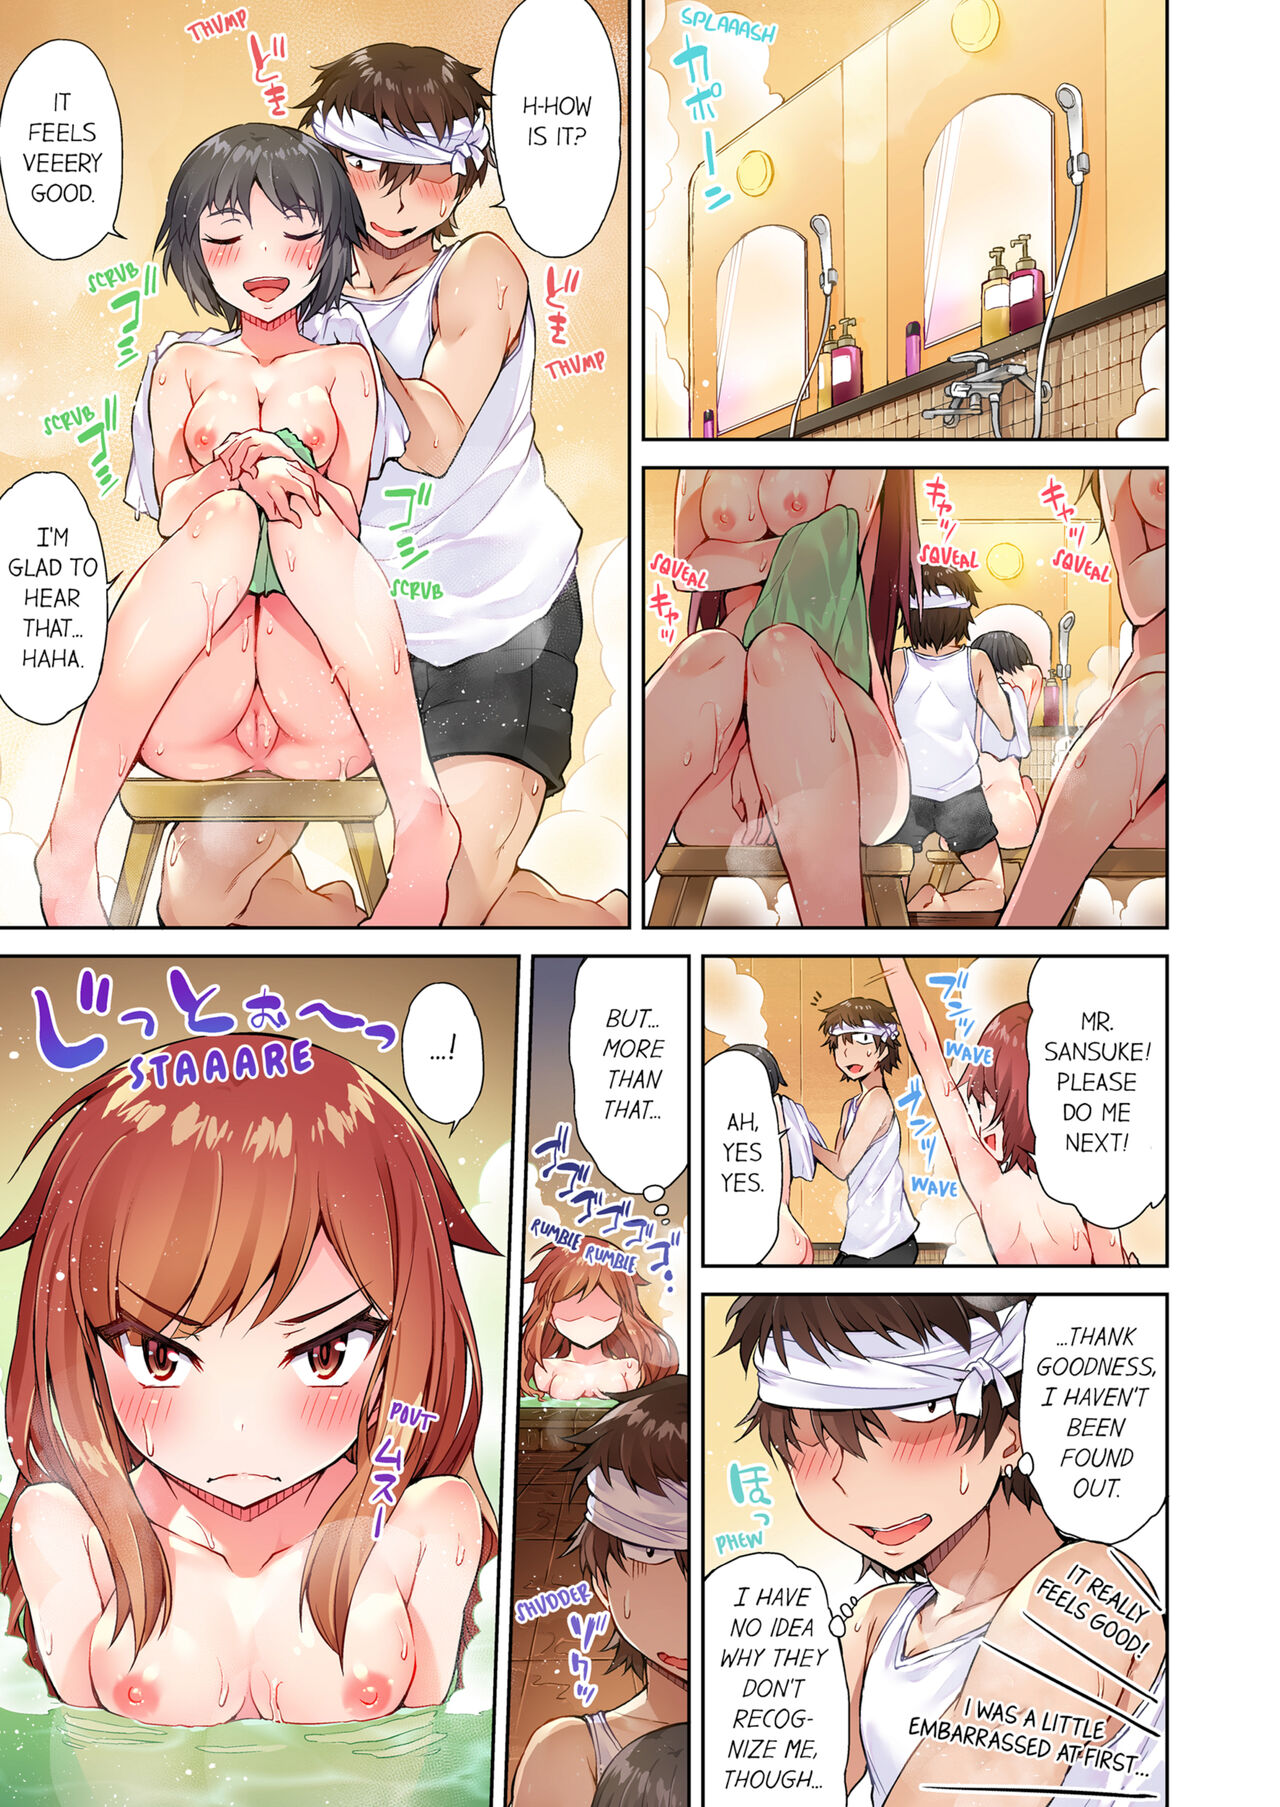 SPLAAASH
カポーン
キャッ
SQUEAL
キャッ
SQUEAL
SQUEAL
キャッ
H-HOW
IS IT?
THUMP
どき
どき
THUMP
IT
FEELS
VEEERY
GOOD.
SCRUB
ゴシ
SCRUB
ゴシ
ゴシ
SCRUB
I'M
GLAD TO
HEAR
THAT...
HAHA.
MR.
SANSUKE!
PLEASE
DO ME
NEXT!
ブンッ
WAVE
ブンッ
WAVE
AH,
YES
YES.
...THANK
GOODNESS,
I HAVEN'T
BEEN
FOUND
OUT.
ほっ
PHEW
IT REALLY
FEELS GOOD!
I WAS A LITTLE
EMBARRASSED AT FIRST...
I HAVE
NO IDEA
WHY THEY
DON'T
RECOG-
NIZE ME,
THOUGH...
BUT...
MORE
THAN
THAT...
ゴゴゴゴゴゴ
RUMBLE RUMBLE
SHUDDER
ゾクッ
...!
じっとぉ〜っ
STAAARE
POUT
ムスー